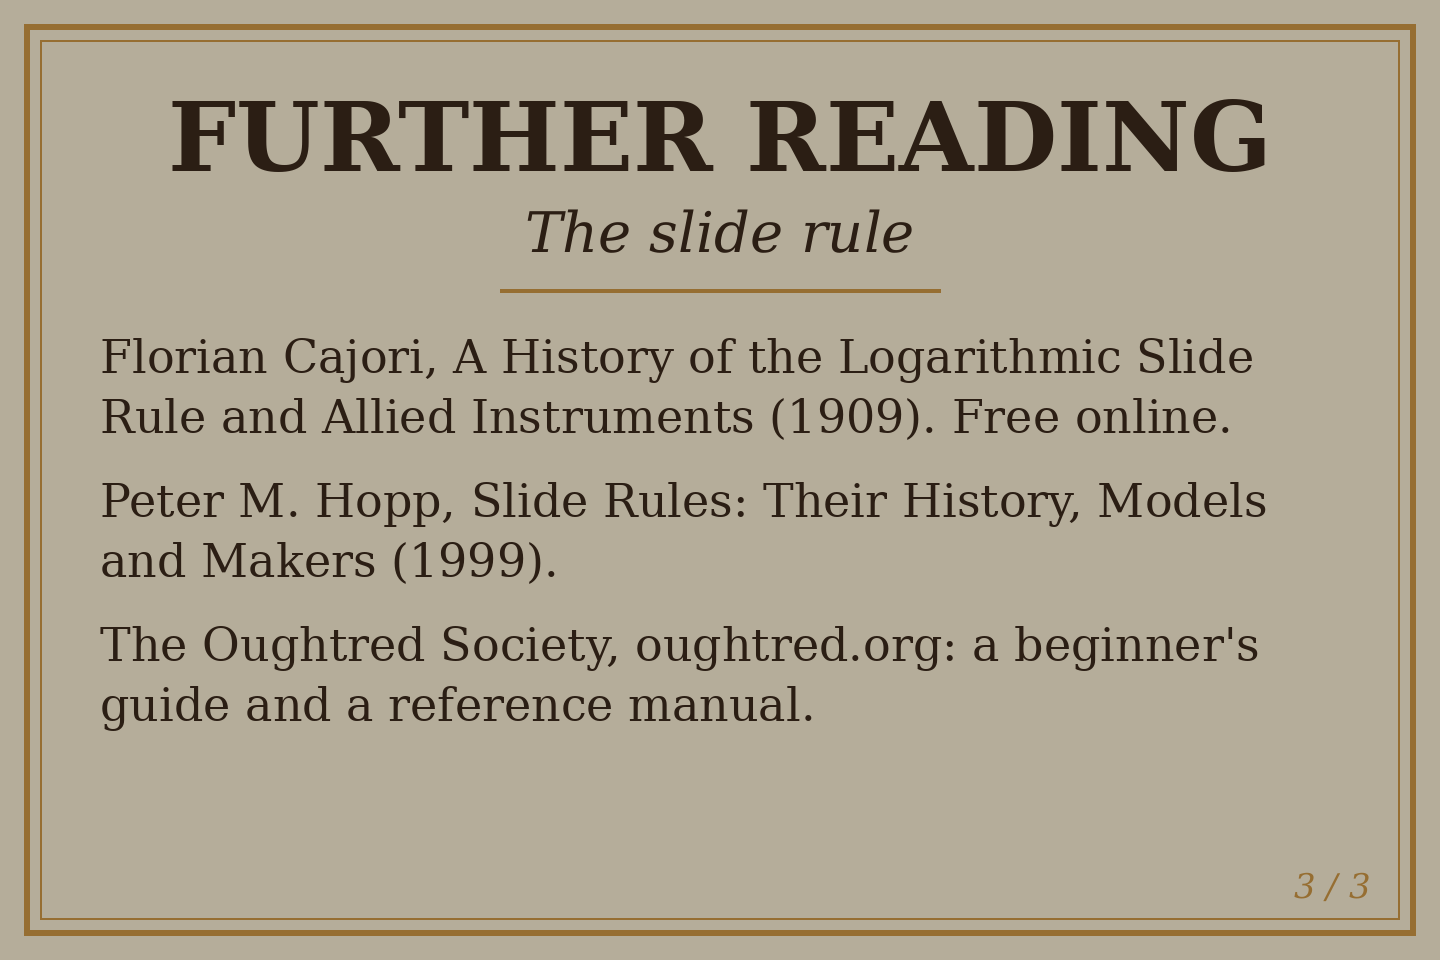 FURTHER READING
The slide rule
Florian Cajori, A History of the Logarithmic Slide
Rule and Allied Instruments (1909). Free online.
Peter M. Hopp, Slide Rules: Their History, Models
and Makers (1999).
The Oughtred Society, oughtred.org: a beginner's
guide and a reference manual.
3 / 3